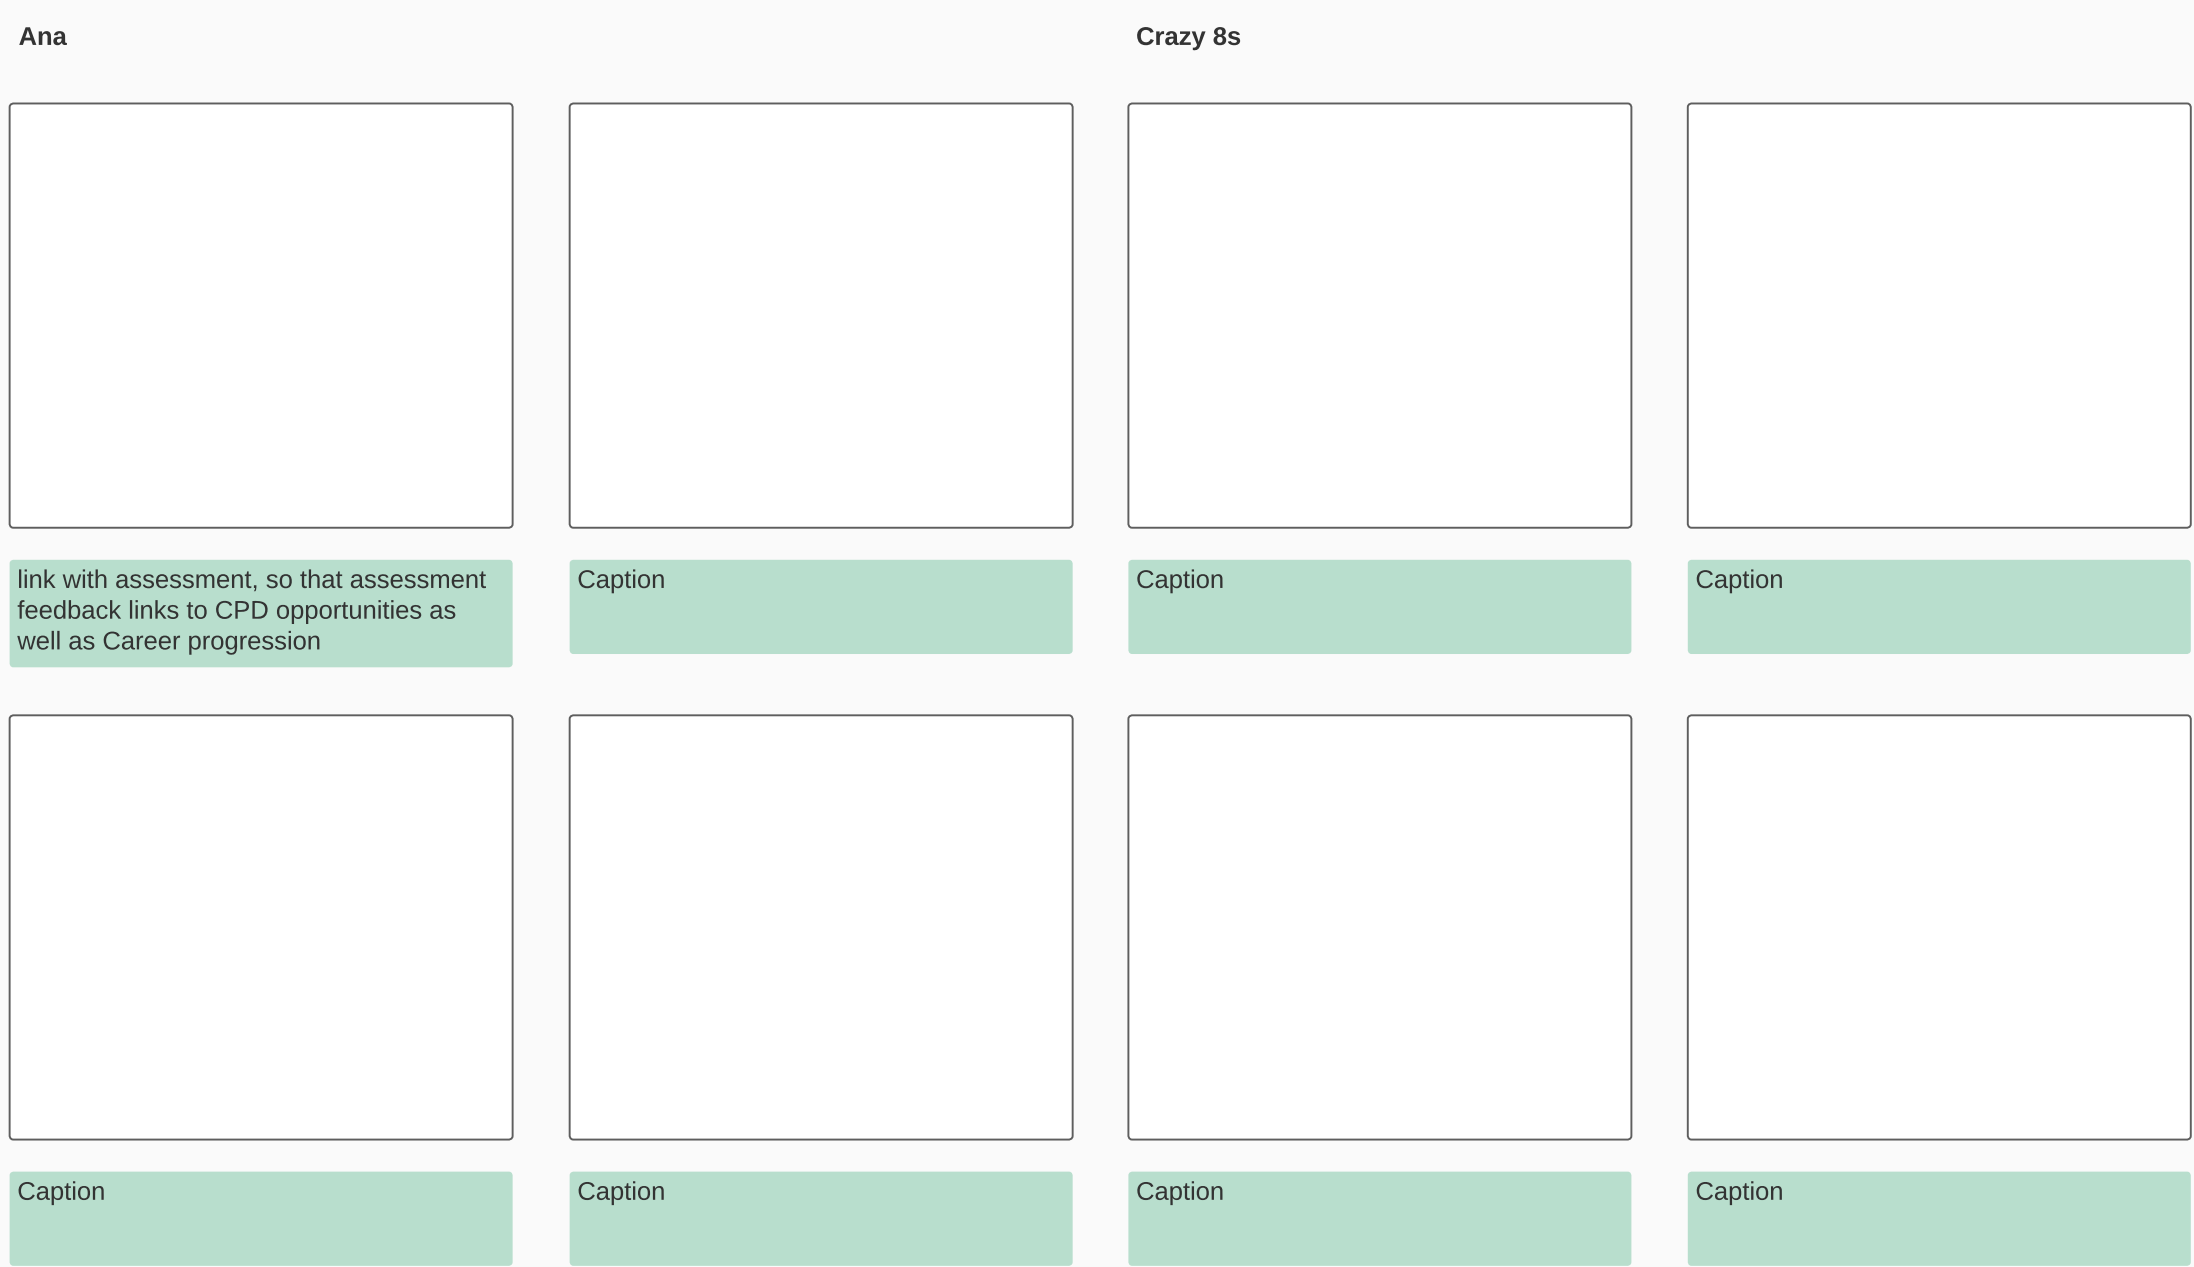 Ana
Crazy 8s
link with assessment, so that assessment
feedback links to CPD opportunities as
well as Career progression
Caption
Caption
Caption
Caption
Caption
Caption
Caption